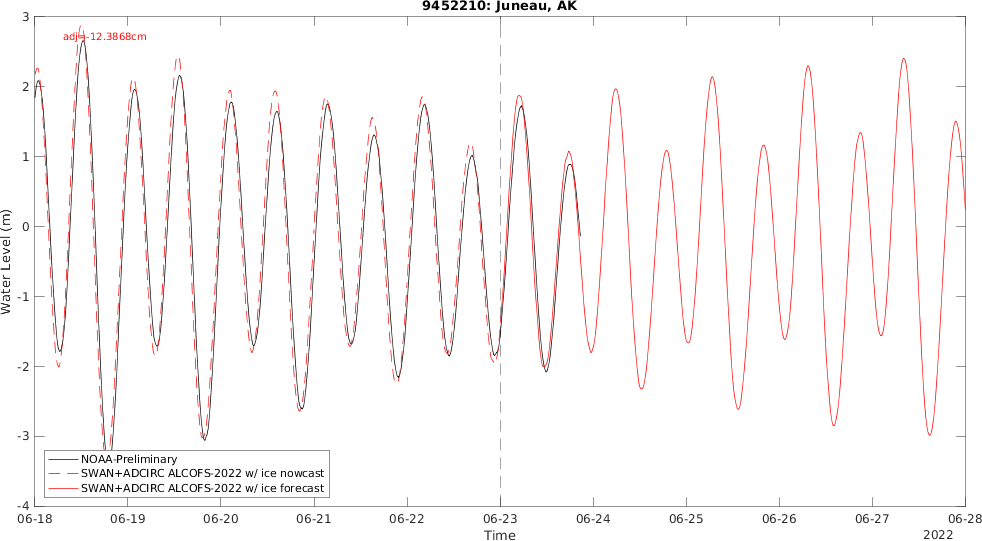 9452210: Juneau, AK
adj=-12.3868cm
Water Level (m)
3
2
1
0
-1
-2
-3
-4
NOAA-Preliminary
SWAN+ADCIRC ALCOFS-2022 w/ ice nowcast
SWAN+ADCIRC ALCOFS-2022 w/ ice forecast
06-18 06-19 06-20 06-21 06-22 06-23 06-24 06-25 06-26 06-27 06-28
Time
2022